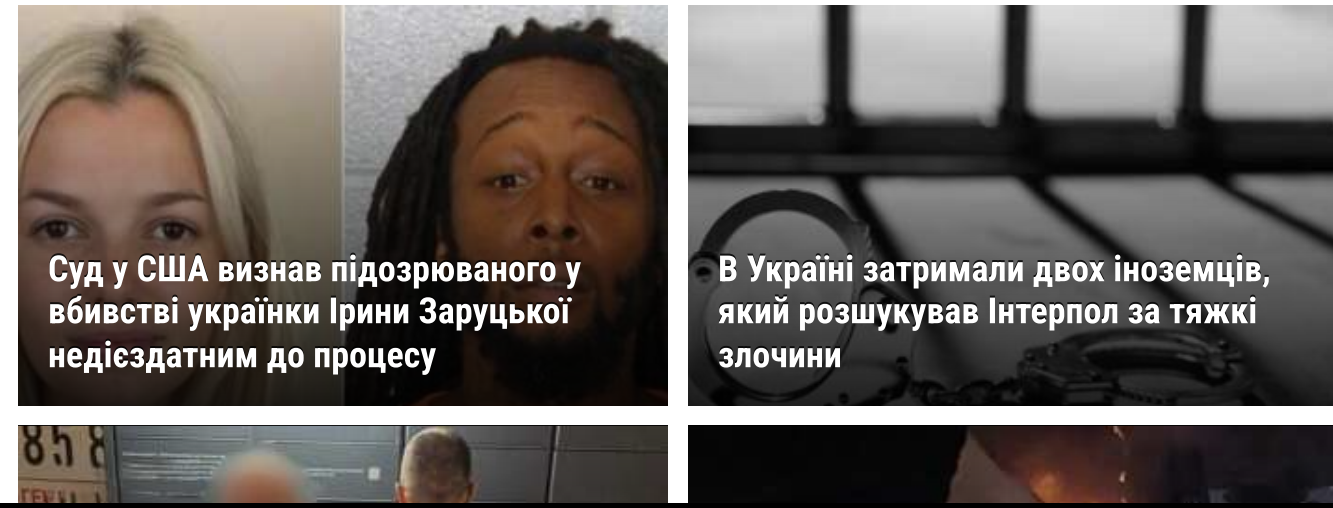 Суд у США визнав підозрюваного у
вбивстві українки Ірини Заруцької
недієздатним до процесу
В Україні затримали двох іноземців,
який розшукував Інтерпол за тяжкі
злочини